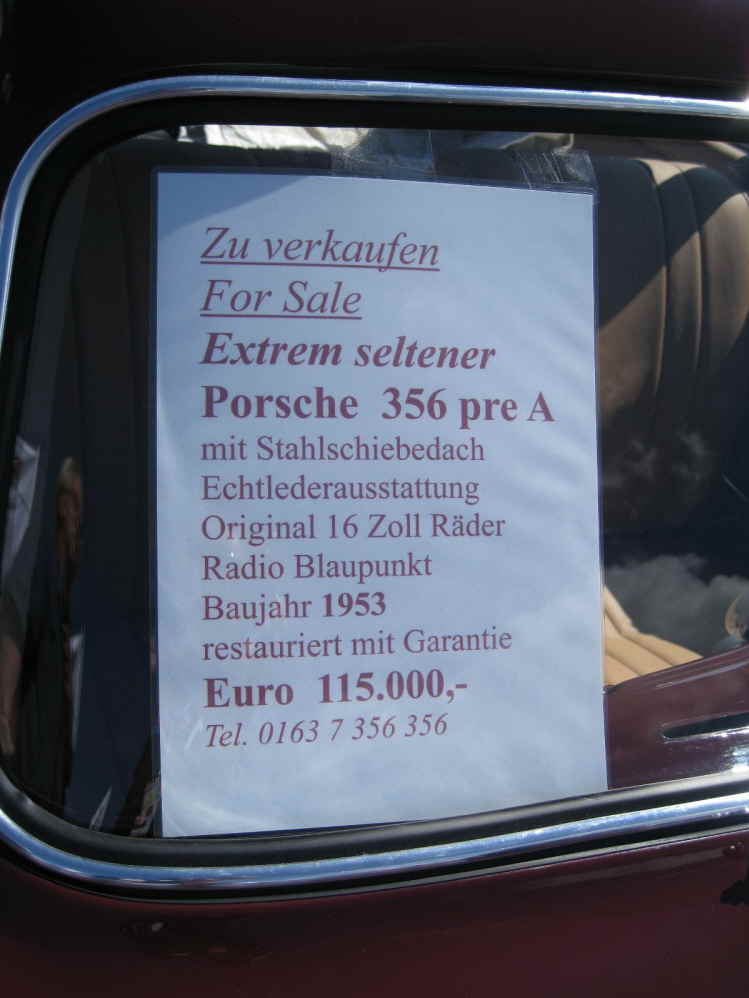 Zu verkaufen
For Sale
Extrem seltener
Porsche 356 pre A
mit Stahlschiebedach
Echtlederausstattung
Original 16 Zoll Räder
Radio Blaupunkt
Baujahr 1953
restauriert mit Garantie
Euro 115.000,-
Tel. 0163 7 356 356